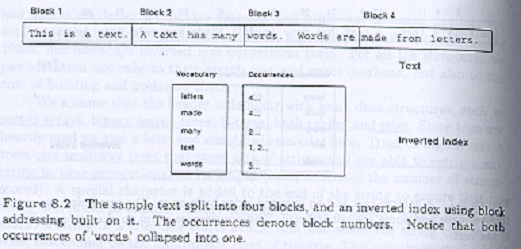 Block 1 Block 2 Block 3 Block 4
This is a text. A text has many words. Words are made from letters.
Text
Vocabulary Occurrences
letters 4...
made 4...
many 2...
text 1, 2...
words 3...
Inverted Index
Figure 8.2 The sample text split into four blocks, and an inverted index using block
addressing built on it. The occurrences denote block numbers. Notice that both
occurrences of 'words' collapsed into one.